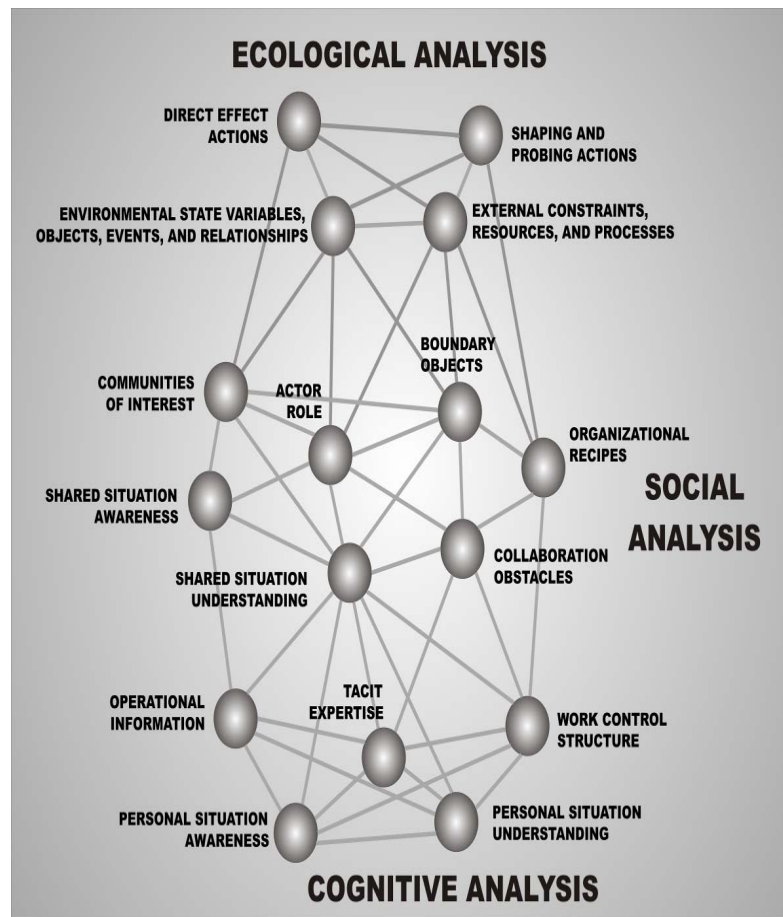 ECOLOGICAL ANALYSIS
DIRECT EFFECT
ACTIONS
SHAPING AND
PROBING ACTIONS
ENVIRONMENTAL STATE VARIABLES,
OBJECTS, EVENTS, AND RELATIONSHIPS
EXTERNAL CONSTRAINTS,
RESOURCES, AND PROCESSES
BOUNDARY
OBJECTS
COMMUNITIES
OF INTEREST
ACTOR
ROLE
ORGANIZATIONAL
RECIPES
SHARED SITUATION
AWARENESS
SOCIAL
ANALYSIS
SHARED SITUATION
UNDERSTANDING
COLLABORATION
OBSTACLES
OPERATIONAL
INFORMATION
TACIT
EXPERTISE
WORK CONTROL
STRUCTURE
PERSONAL SITUATION
AWARENESS
PERSONAL SITUATION
UNDERSTANDING
COGNITIVE ANALYSIS